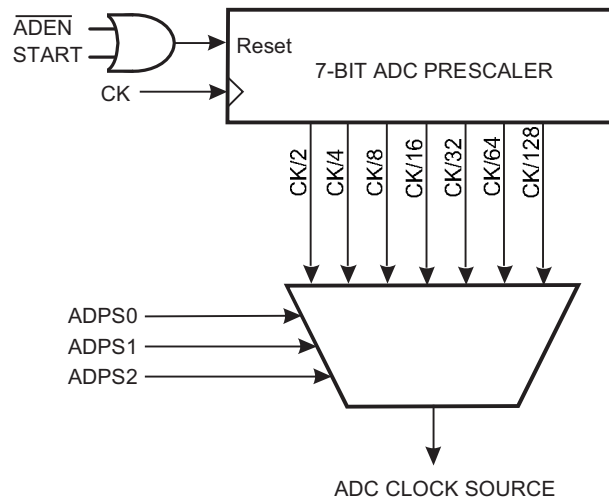 ADEN
START
Reset
7-BIT ADC PRESCALER
CK
CK/2
CK/4
CK/8
CK/16
CK/32
CK/64
CK/128
ADPS0
ADPS1
ADPS2
ADC CLOCK SOURCE